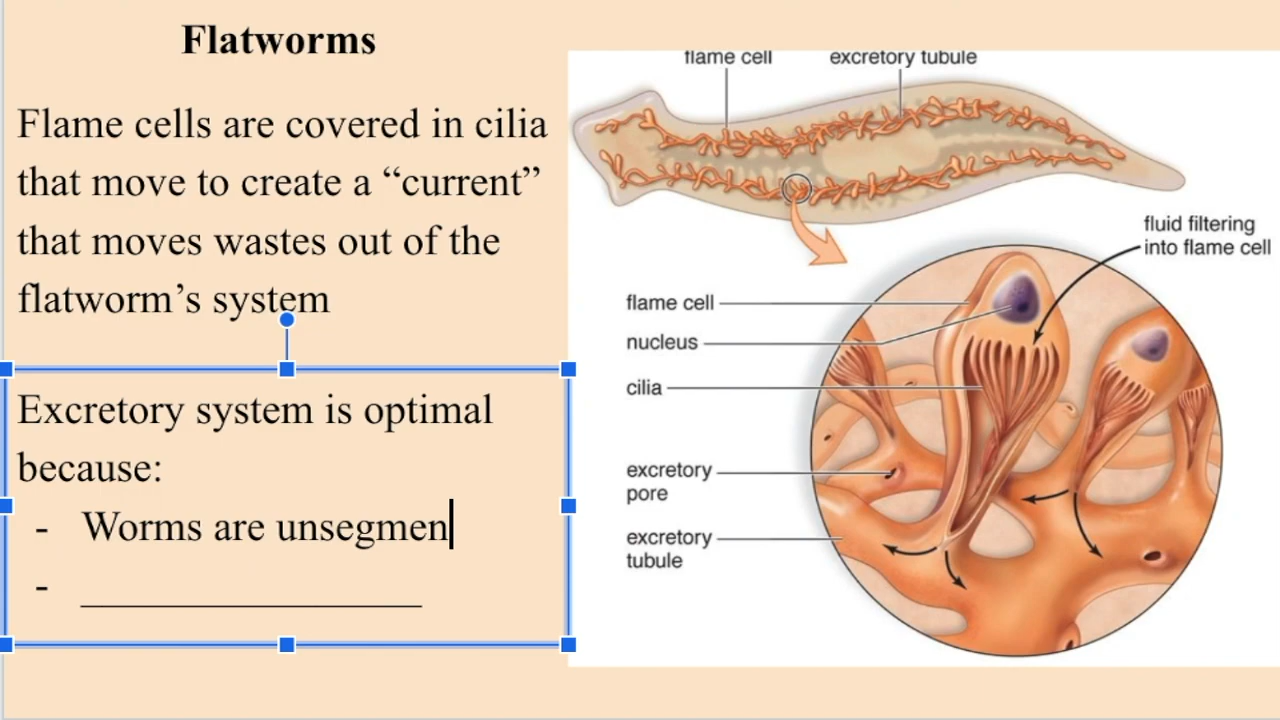 Flatworms
Flame cells are covered in cilia
that move to create a “current”
that moves wastes out of the
flatworm’s system
Excretory system is optimal
because:
- Worms are unsegmen
- ________________
flame cell
excretory tubule
fluid filtering
into flame cell
flame cell
nucleus
cilia
excretory
pore
excretory
tubule